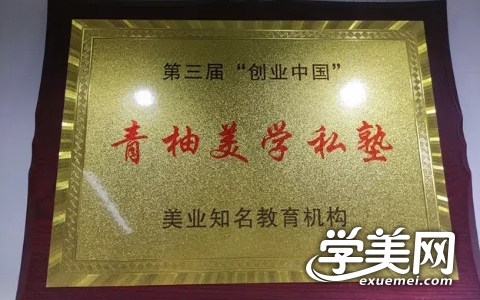 第三届“创业中国”
青柚美学私塾
美业知名教育机构
学美网
exuemei.com